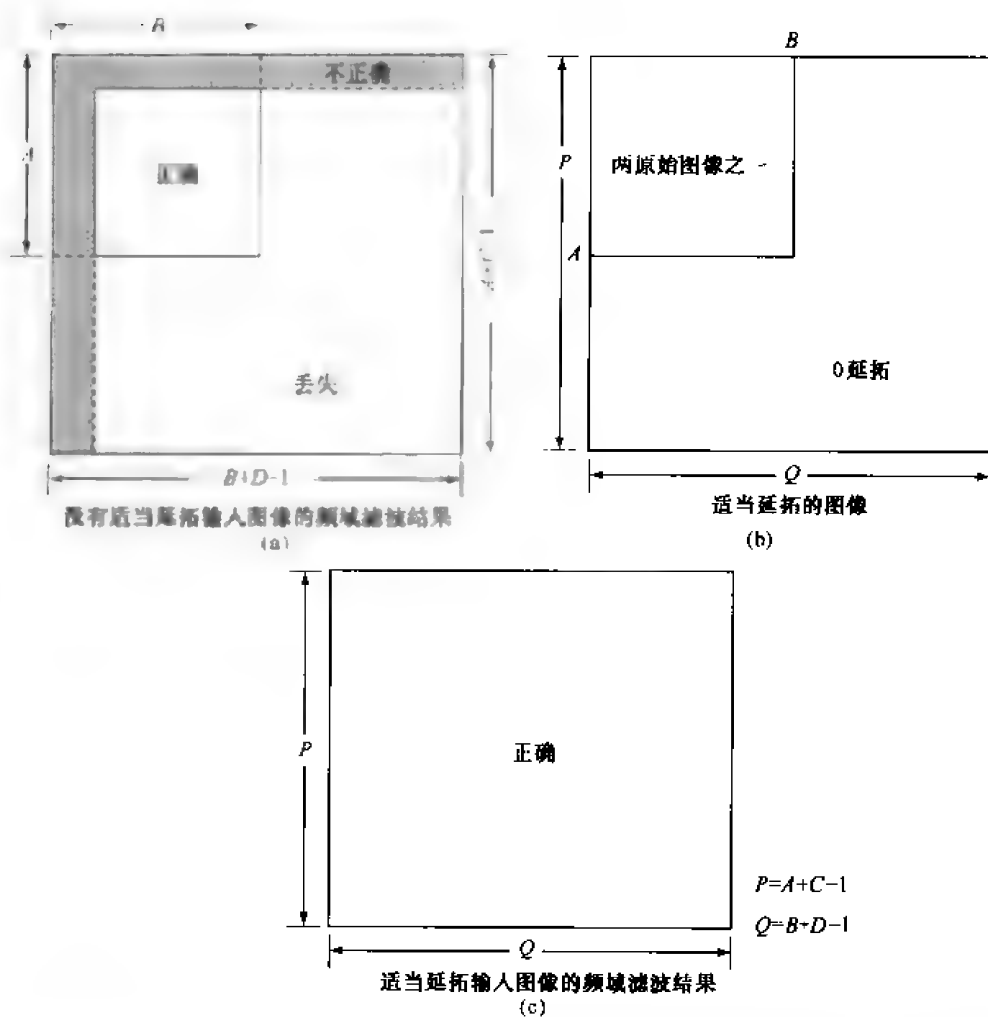 B
不正确
A
丢失
B+D-1
没有适当延拓输入图像的频域滤波结果
(a)
B
P
两原始图像之一
A
0延拓
Q
适当延拓的图像
(b)
P
正确
P=A+C-1
Q=B+D-1
Q
适当延拓输入图像的频域滤波结果
(c)